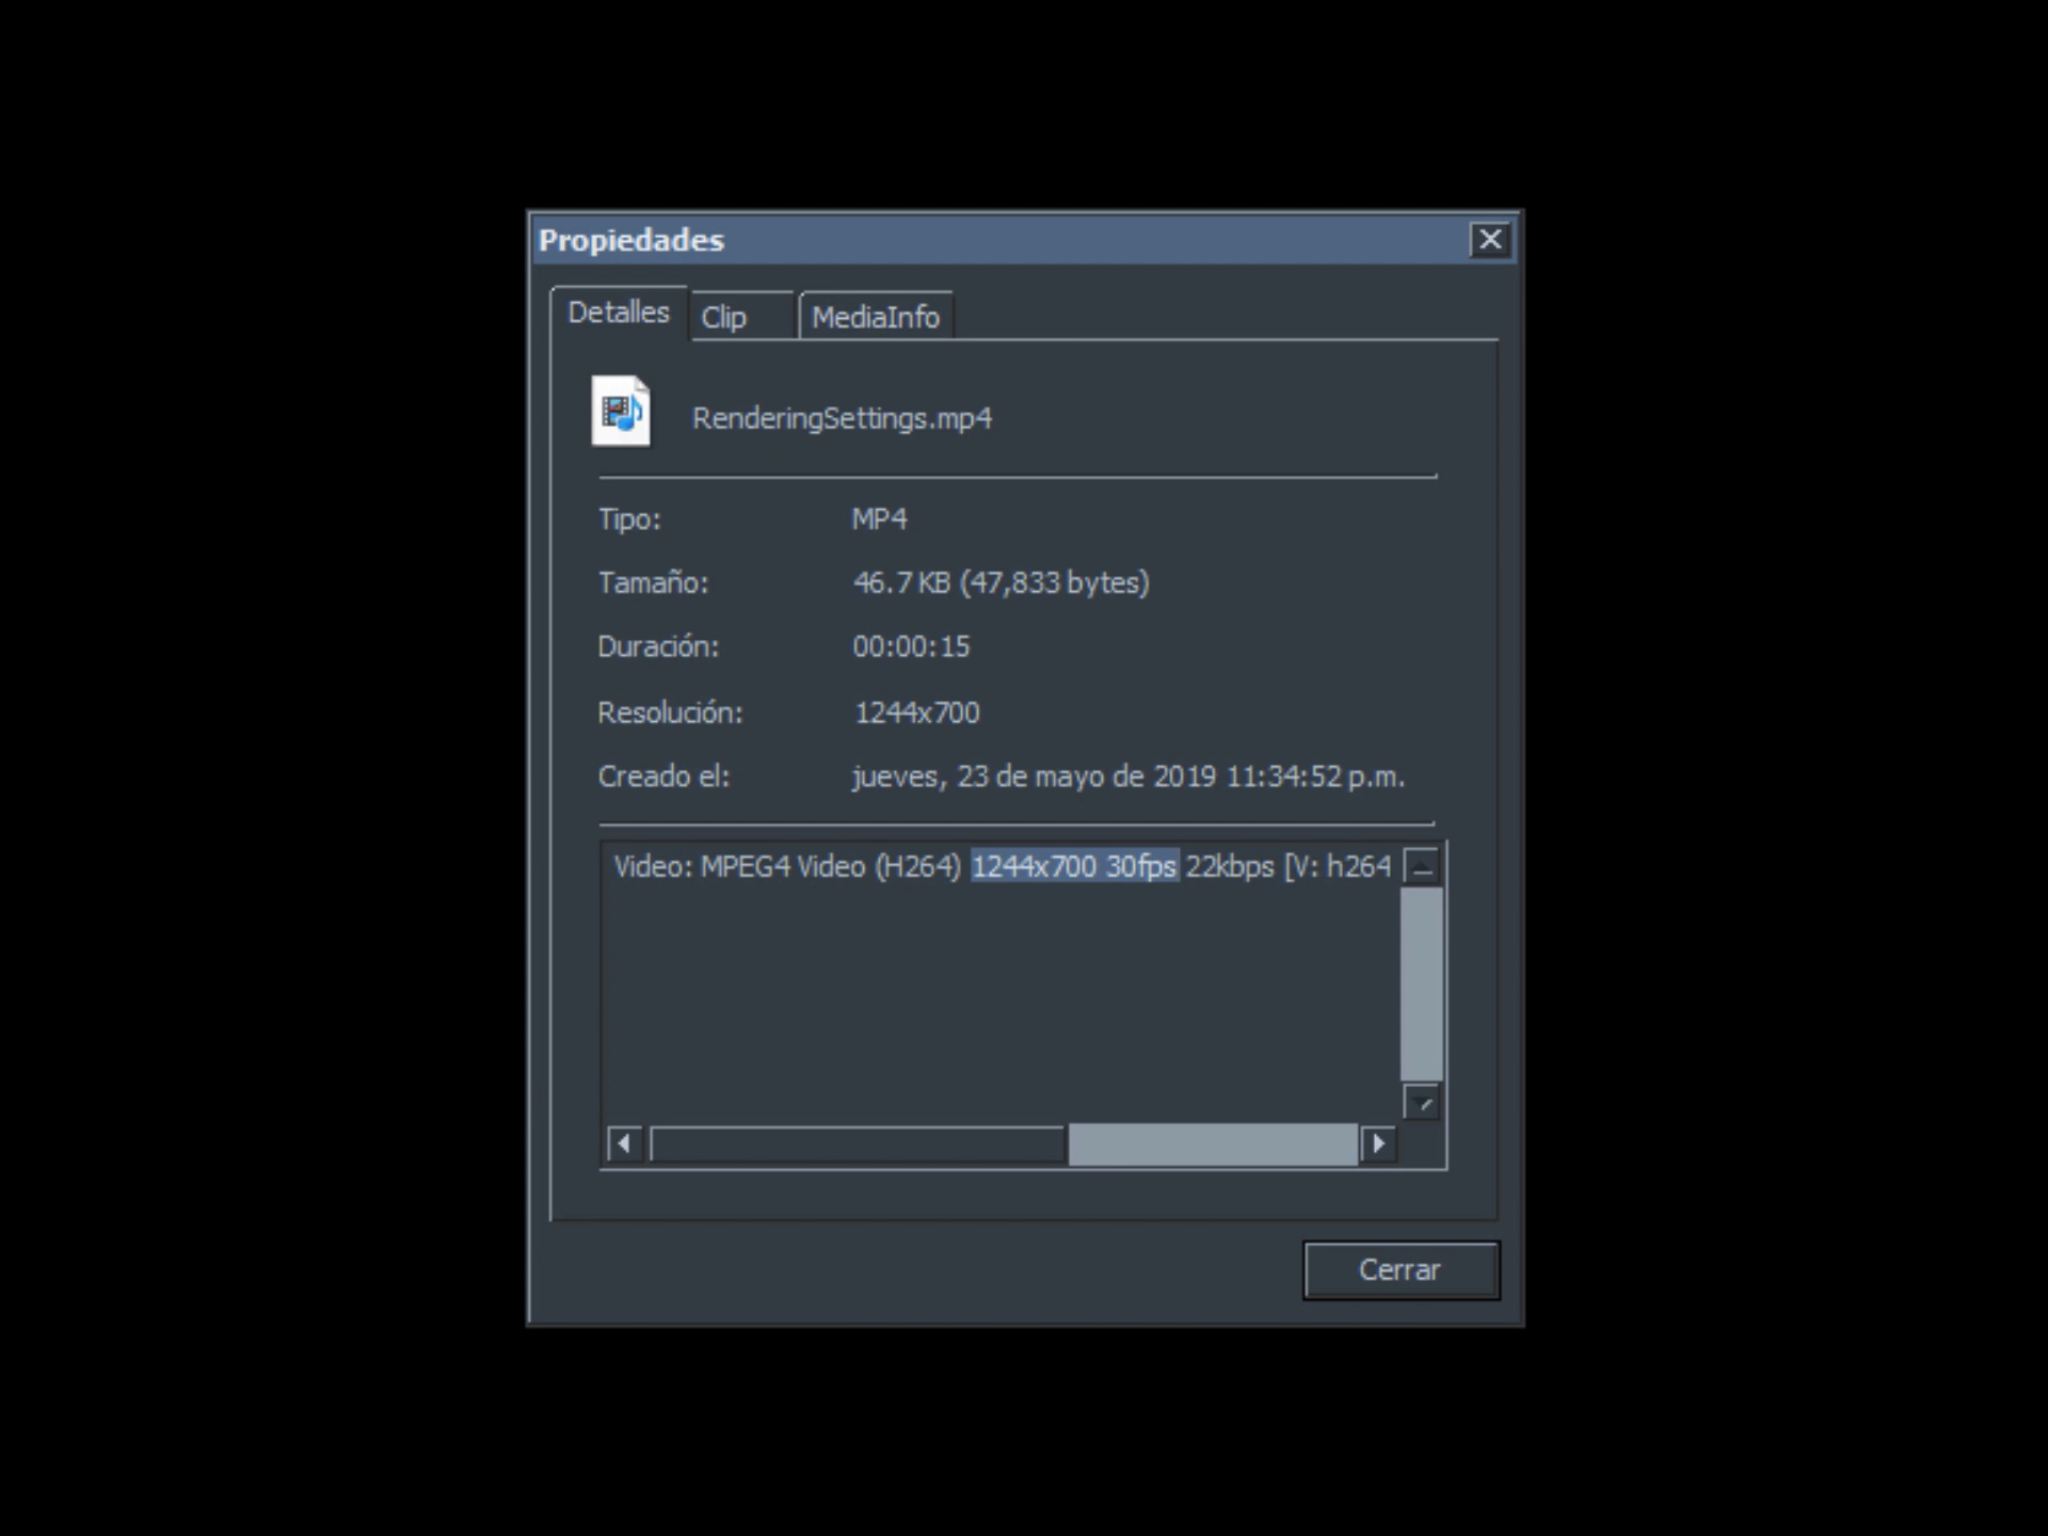 Propiedades
Detalles Clip MediaInfo
RenderingSettings.mp4
Tipo: MP4
Tamaño: 46.7 KB (47,833 bytes)
Duración: 00:00:15
Resolución: 1244x700
Creado el: jueves, 23 de mayo de 2019 11:34:52 p.m.
Video: MPEG4 Video (H264) 1244x700 30fps 22kbps [V: h264
Cerrar